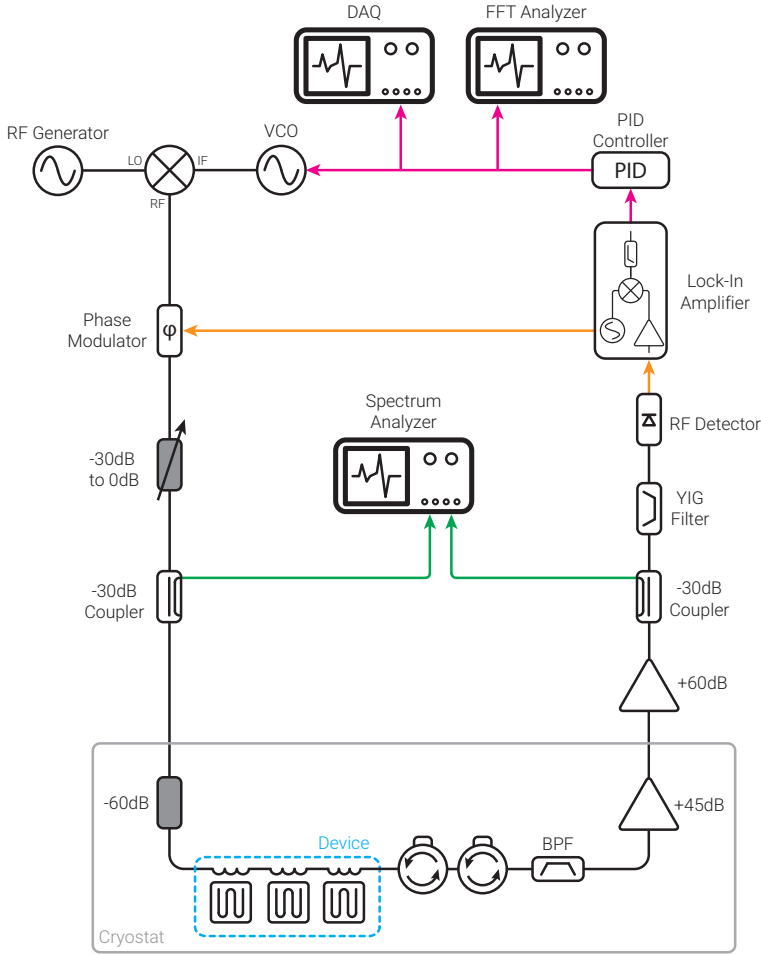 DAQ
FFT Analyzer
RF Generator
VCO
PID
Controller
LO
IF
RF
PID
Lock-In
Amplifier
Phase
Modulator
φ
Spectrum
Analyzer
RF Detector
-30dB
to 0dB
YIG
Filter
-30dB
Coupler
-30dB
Coupler
+60dB
-60dB
+45dB
Device
BPF
Cryostat